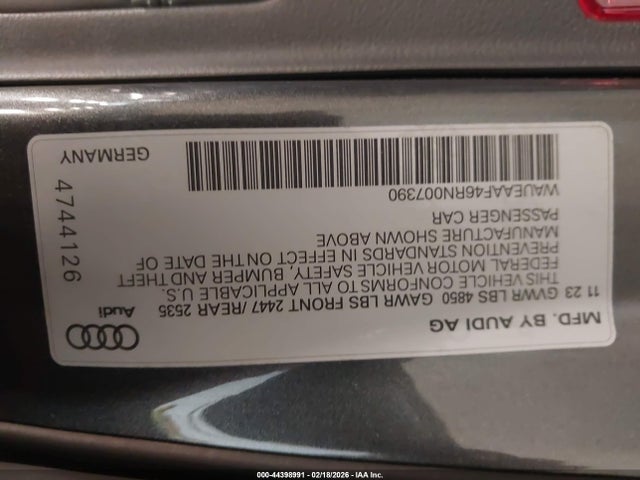 MFD. BY AUDI AG
11 23 GVWR LBS 4850 GAWR LBS FRONT 2447 /REAR 2535
THIS VEHICLE CONFORMS TO ALL APPLICABLE U.S.
FEDERAL MOTOR VEHICLE SAFETY, BUMPER AND THEFT
PREVENTION STANDARDS IN EFFECT ON THE DATE OF
MANUFACTURE SHOWN ABOVE
PASSENGER CAR
WAUEAAF46RN007390
Audi
4744126
GERMANY
000-44398991 - 02/18/2026 - IAA Inc.